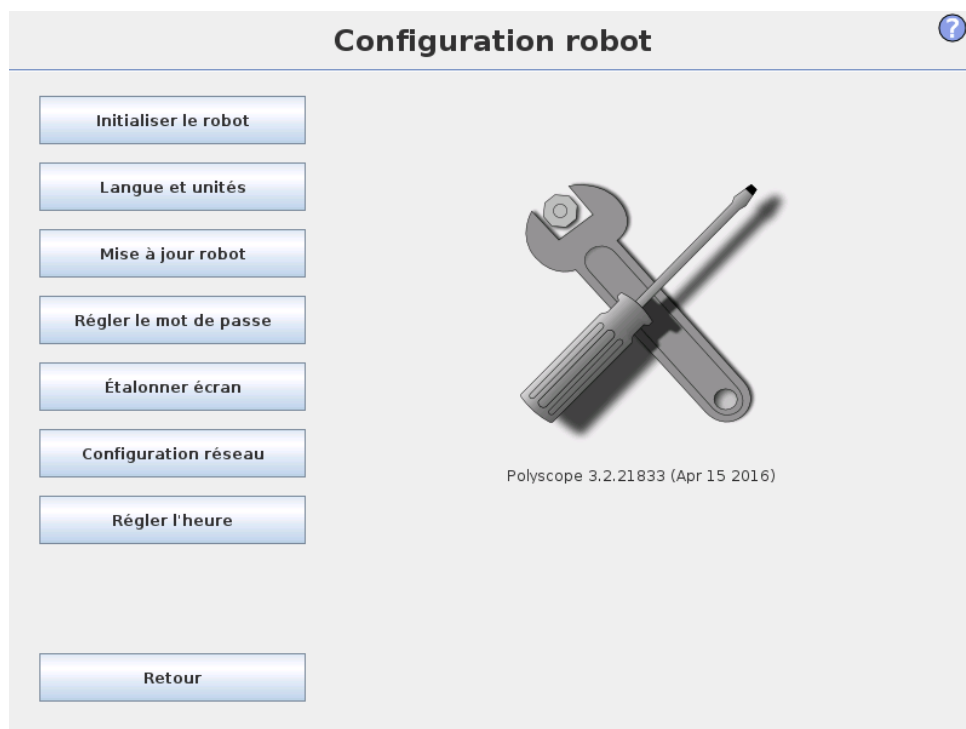 Configuration robot
?
Initialiser le robot
Langue et unités
Mise à jour robot
Régler le mot de passe
Étalonner écran
Configuration réseau
Régler l'heure
Retour
Polyscope 3.2.21833 (Apr 15 2016)